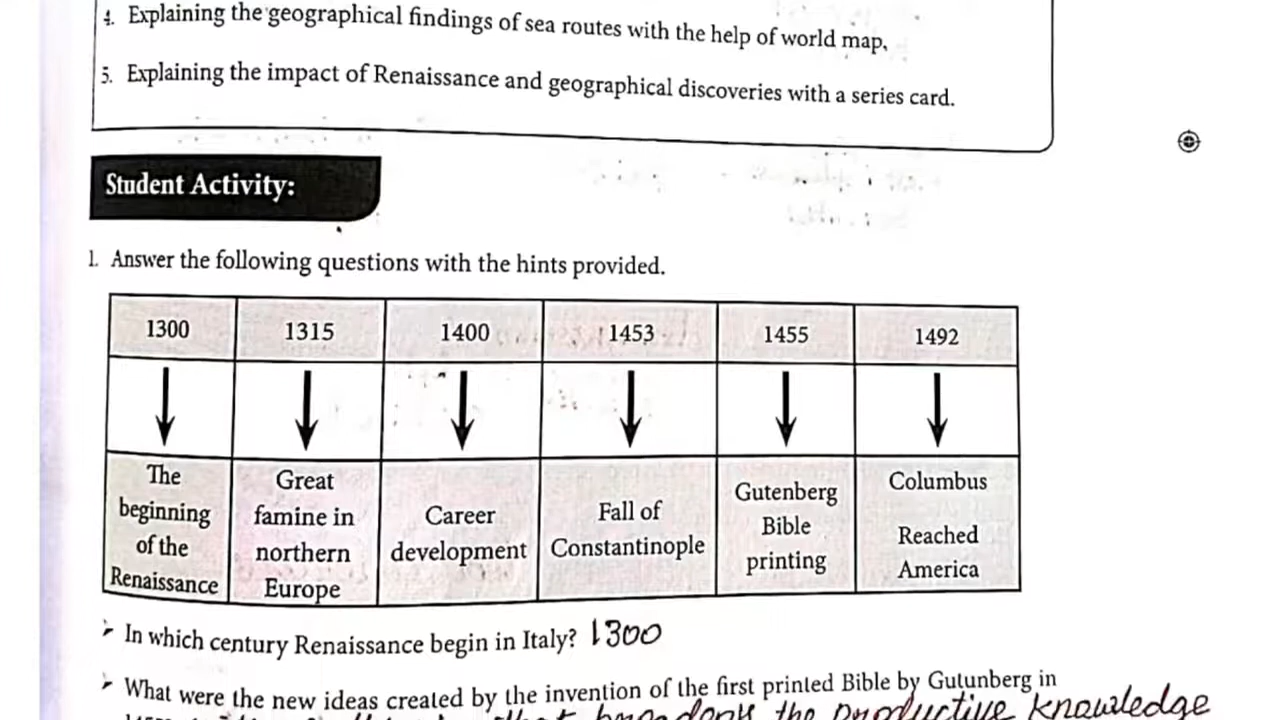 4. Explaining the geographical findings of sea routes with the help of world map,
5. Explaining the impact of Renaissance and geographical discoveries with a series card.
Student Activity:
1. Answer the following questions with the hints provided.
1300 1315 1400 1453 1455 1492
The beginning of the Renaissance
Great famine in northern Europe
Career development
Fall of Constantinople
Gutenberg Bible printing
Columbus Reached America
➤ In which century Renaissance begin in Italy? 1300
➤ What were the new ideas created by the invention of the first printed Bible by Gutunberg in
the productive knowledge